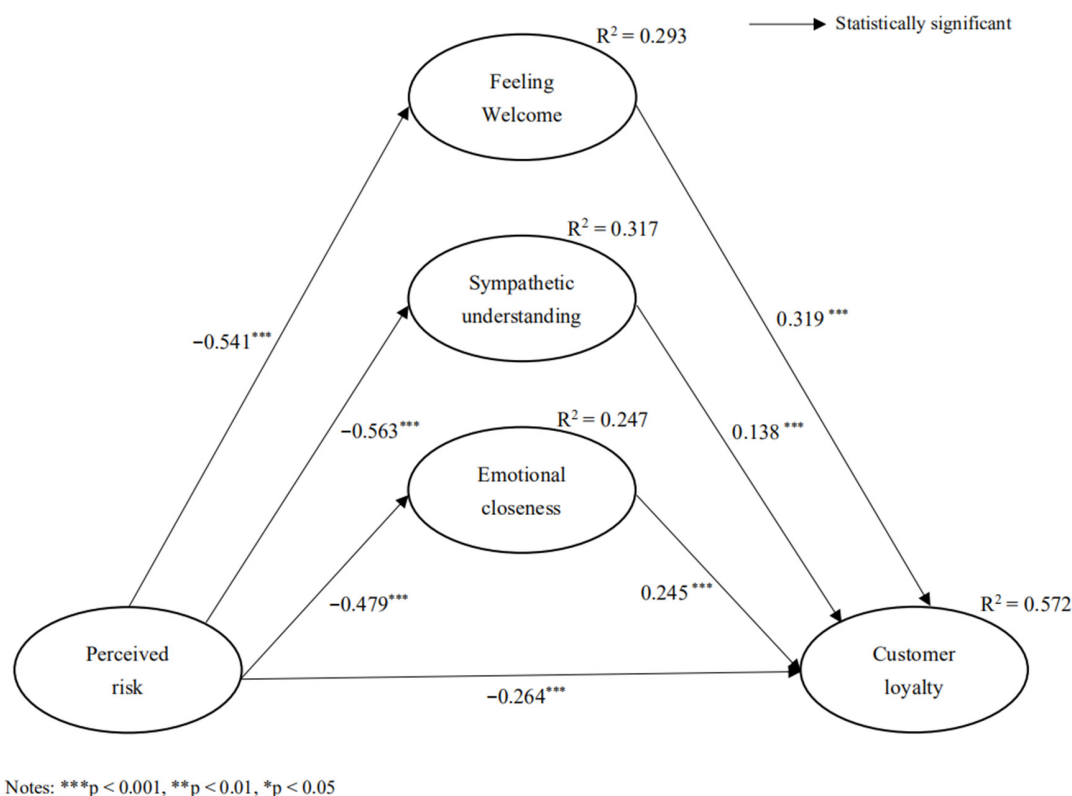 R² = 0.293
Statistically significant
Feeling
Welcome
R² = 0.317
Sympathetic
understanding
−0.541***
0.319 ***
R² = 0.247
−0.563***
0.138 ***
Emotional
closeness
−0.479***
0.245 ***
R² = 0.572
Perceived
risk
Customer
loyalty
−0.264***
Notes: ***p < 0.001, **p < 0.01, *p < 0.05